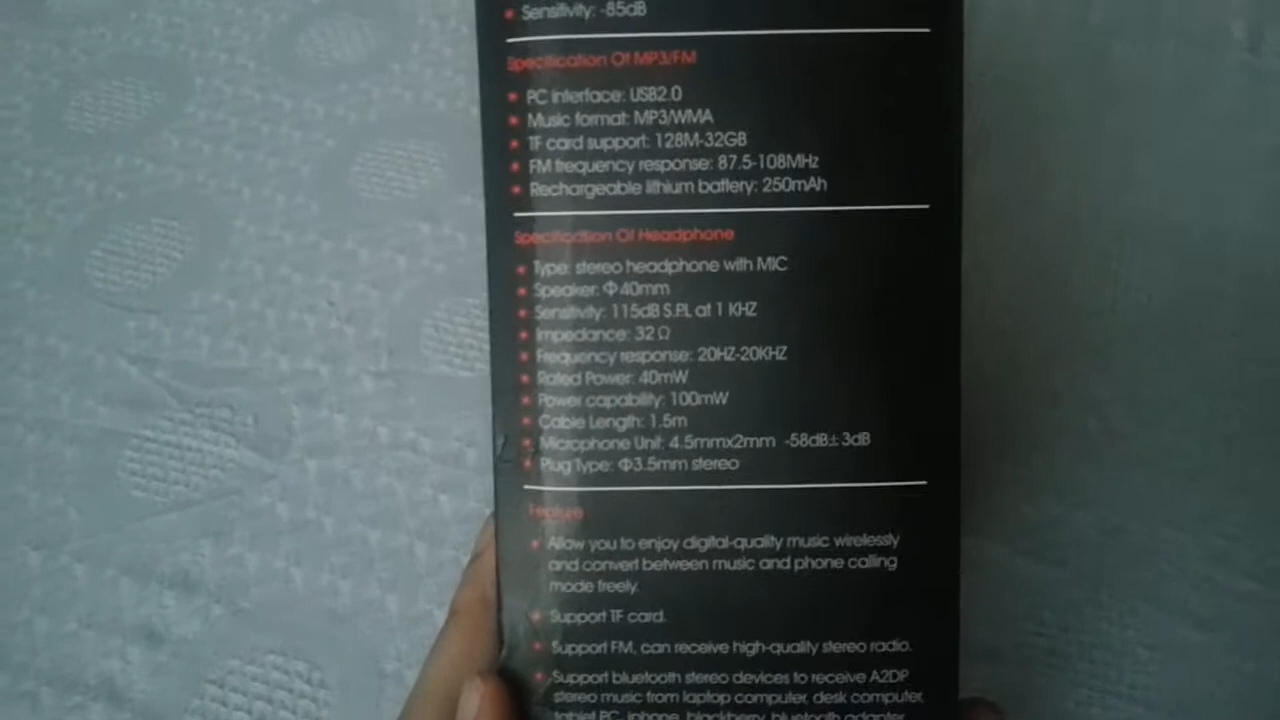 Sensitivity: -85dB
Specification Of MP3/FM
PC interface: USB2.0
Music format: MP3/WMA
TF card support: 128M-32GB
FM frequency response: 87.5-108MHz
Rechargeable lithium battery: 250mAh
Specification Of Headphone
Type: stereo headphone with MIC
Speaker: Φ40mm
Sensitivity: 115dB S.P.L at 1 KHZ
Impedance: 32 Ω
Frequency response: 20HZ-20KHZ
Rated Power: 40mW
Power capability: 100mW
Cable Length: 1.5m
Microphone Unit: 4.5mmx2mm -58dB±3dB
Plug Type: Φ3.5mm stereo
Feature
Allow you to enjoy digital-quality music wirelessly
and convert between music and phone calling
mode freely.
Support TF card.
Support FM, can receive high-quality stereo radio.
Support bluetooth stereo devices to receive A2DP
stereo music from laptop computer, desk computer,
tablet PC, iphone, blackberry, bluetooth adapter